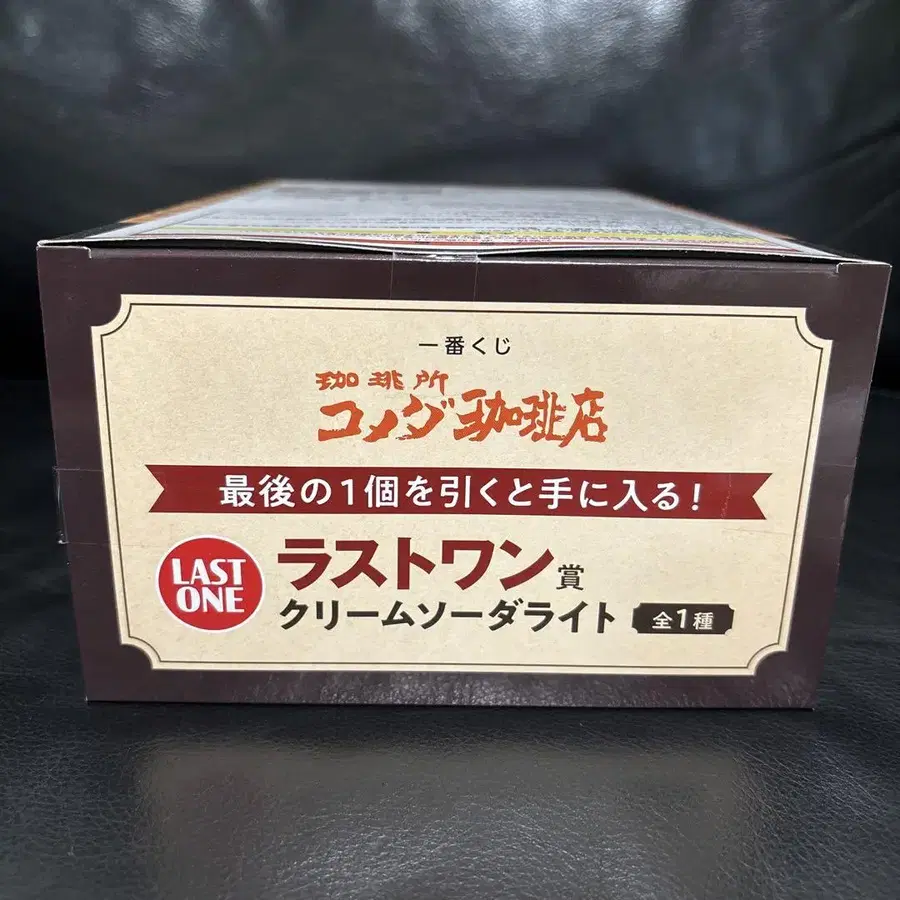 一番くじ
珈琲所
コメダ珈琲店
最後の1個を引くと手に入る!
LAST
ONE
ラストワン賞
クリームソーダライト 全1種